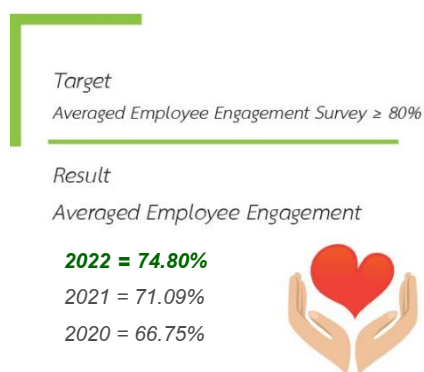 Target
Averaged Employee Engagement Survey ≥ 80%
Result
Averaged Employee Engagement
2022 = 74.80%
2021 = 71.09%
2020 = 66.75%